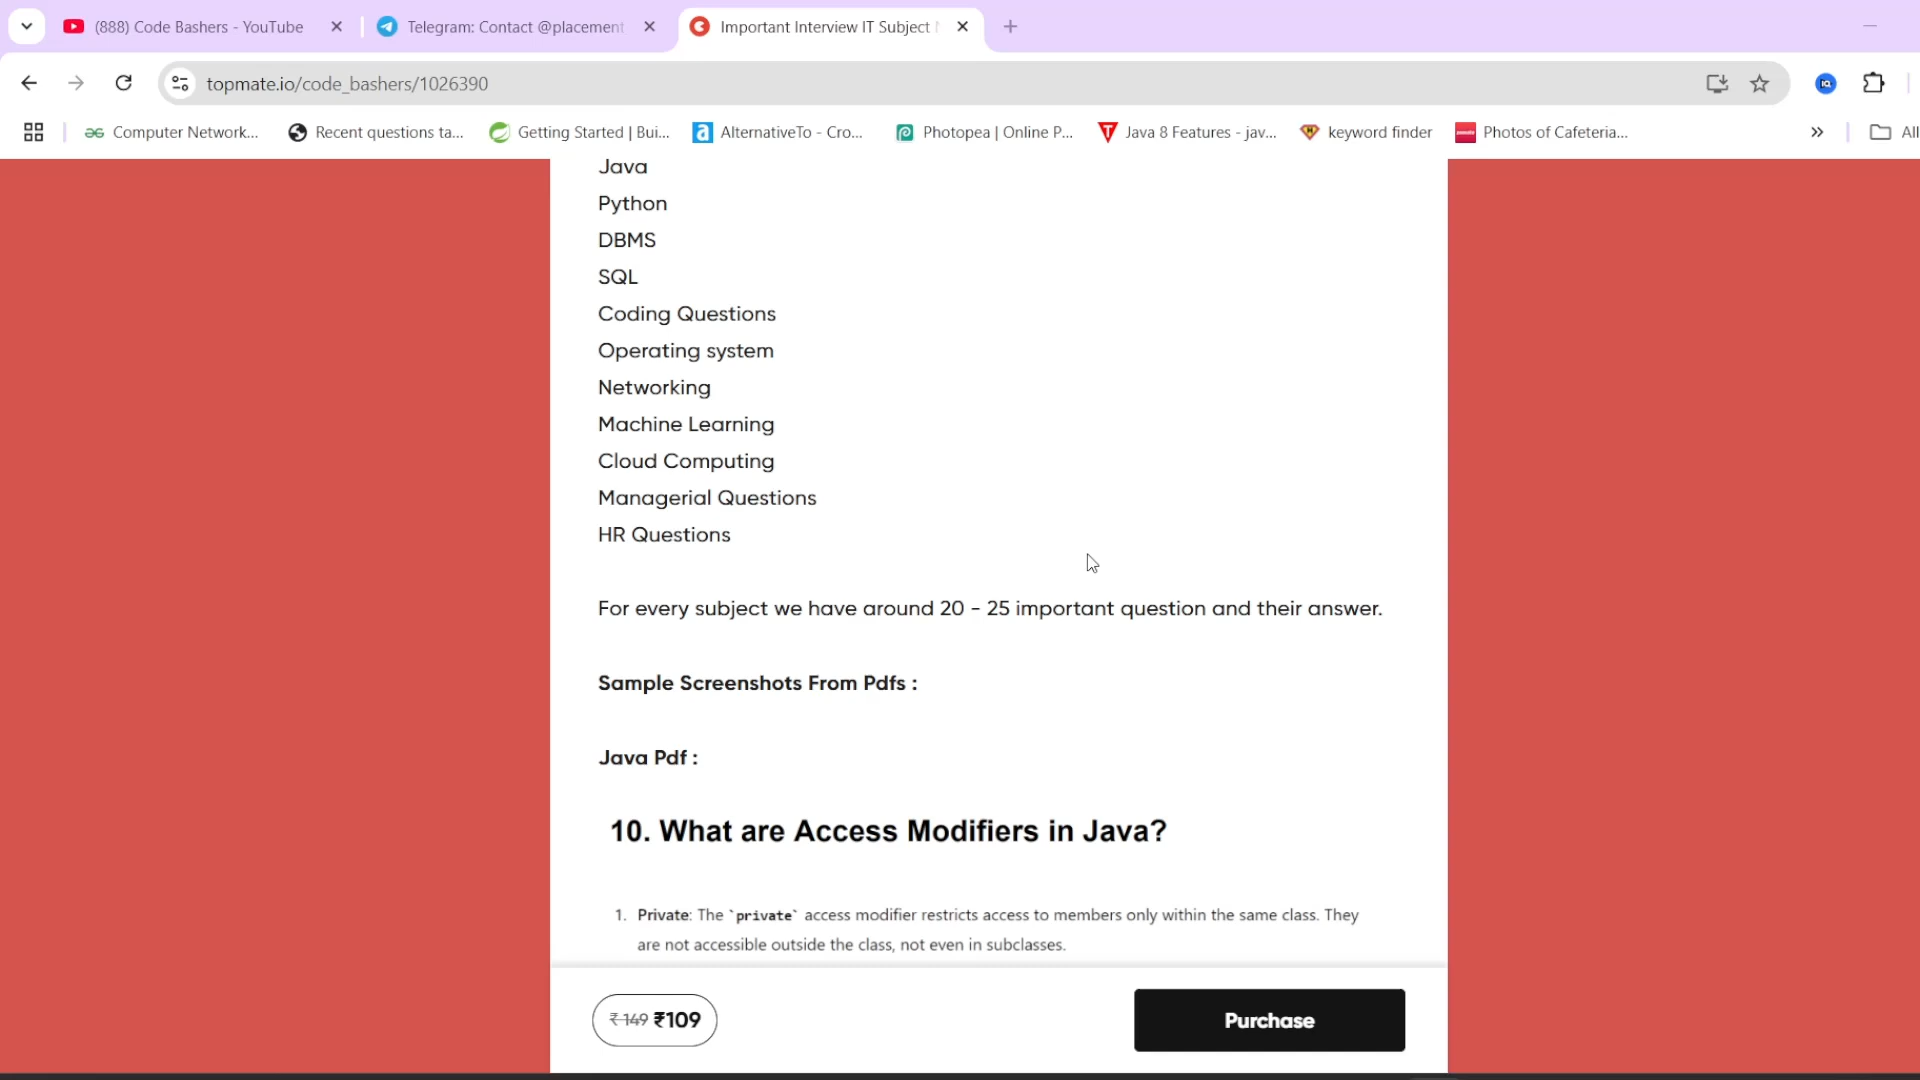 (888) Code Bashers - YouTube
Telegram: Contact @placement
Important Interview IT Subject
topmate.io/code_bashers/1026390
Computer Network...
Recent questions ta...
Getting Started | Bui...
AlternativeTo - Cro...
Photopea | Online P...
Java 8 Features - jav...
keyword finder
Photos of Cafeteria...
All
Java
Python
DBMS
SQL
Coding Questions
Operating system
Networking
Machine Learning
Cloud Computing
Managerial Questions
HR Questions
For every subject we have around 20 - 25 important question and their answer.
Sample Screenshots From Pdfs :
Java Pdf :
10. What are Access Modifiers in Java?
1. Private: The `private` access modifier restricts access to members only within the same class. They
are not accessible outside the class, not even in subclasses.
₹149 ₹109
Purchase